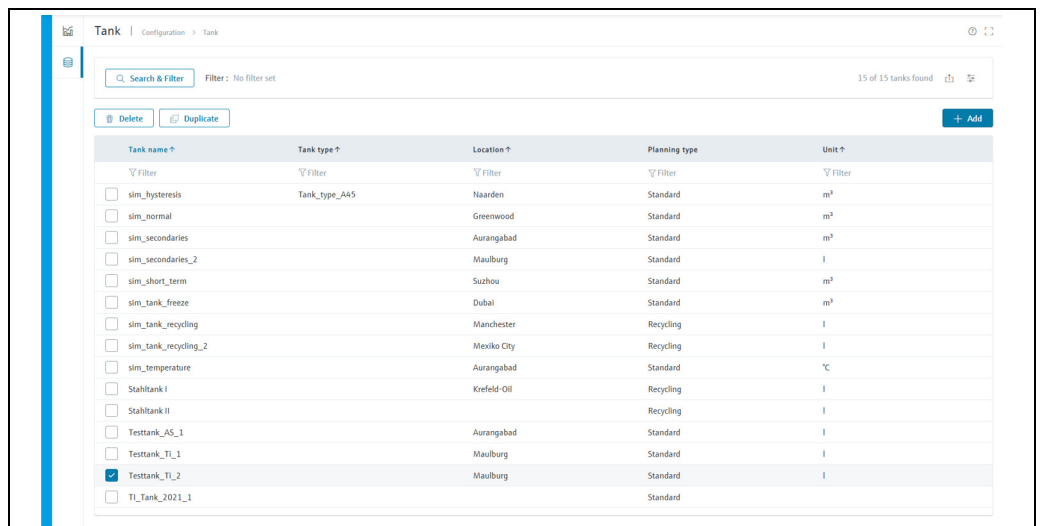 Tank | Configuration > Tank
Search & Filter Filter : No filter set 15 of 15 tanks found
Delete Duplicate + Add
Tank name ↑ Tank type ↑ Location ↑ Planning type Unit ↑
Filter Filter Filter Filter Filter
sim_hysteresis Tank_type_A45 Naarden Standard m³
sim_normal Greenwood Standard m³
sim_secondaries Aurangabad Standard m³
sim_secondaries_2 Maulburg Standard l
sim_short_term Suzhou Standard m³
sim_tank_freeze Dubai Standard m³
sim_tank_recycling Manchester Recycling l
sim_tank_recycling_2 Mexiko City Recycling l
sim_temperature Aurangabad Standard °C
Stahltank I Krefeld-Oil Recycling l
Stahltank II Recycling l
Testtank_AS_1 Aurangabad Standard l
Testtank_Ti_1 Maulburg Standard l
Testtank_Ti_2 Maulburg Standard l
TI_Tank_2021_1 Standard